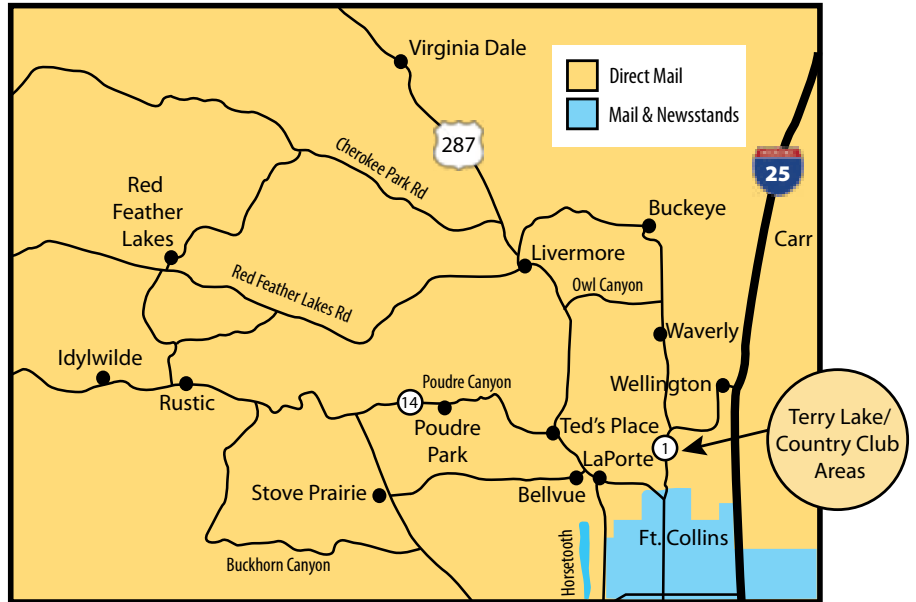 Virginia Dale
Direct Mail
Mail & Newsstands
287
25
Cherokee Park Rd
Red
Feather
Lakes
Buckeye
Carr
Livermore
Red Feather Lakes Rd
Owl Canyon
Waverly
Idylwilde
Wellington
Rustic
14
Poudre Canyon
Poudre
Park
Ted's Place
1
Terry Lake/
Country Club
Areas
LaPorte
Stove Prairie
Bellvue
Ft. Collins
Horsetooth
Buckhorn Canyon